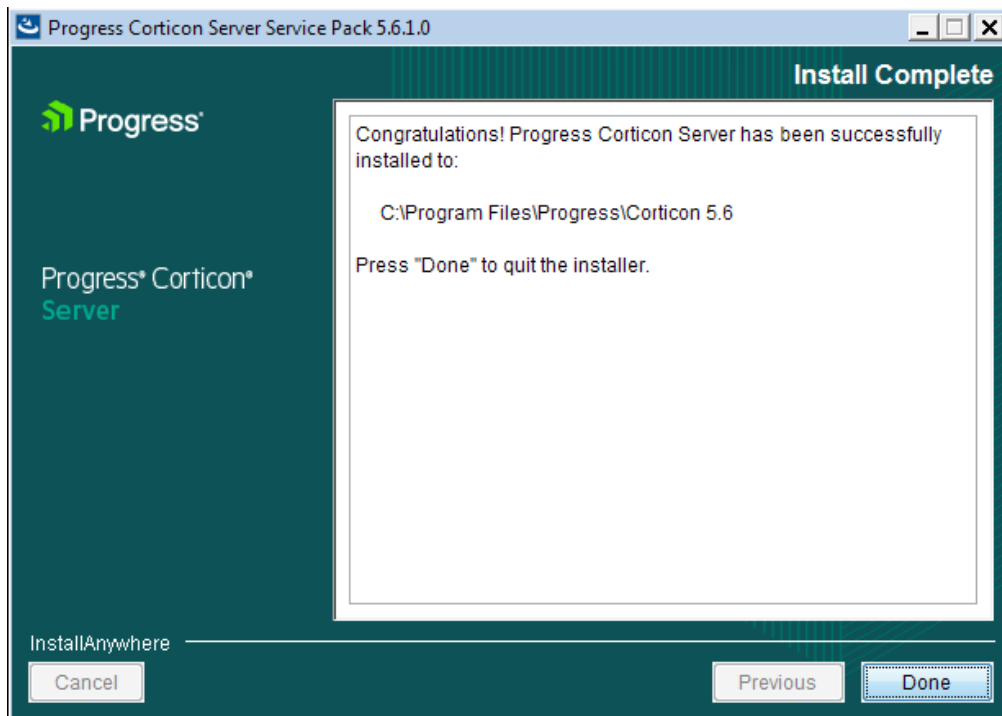 Progress Corticon Server Service Pack 5.6.1.0
Install Complete
Progress®
Congratulations! Progress Corticon Server has been successfully
installed to:
C:\Program Files\Progress\Corticon 5.6
Press "Done" to quit the installer.
Progress® Corticon®
Server
InstallAnywhere
Cancel
Previous
Done